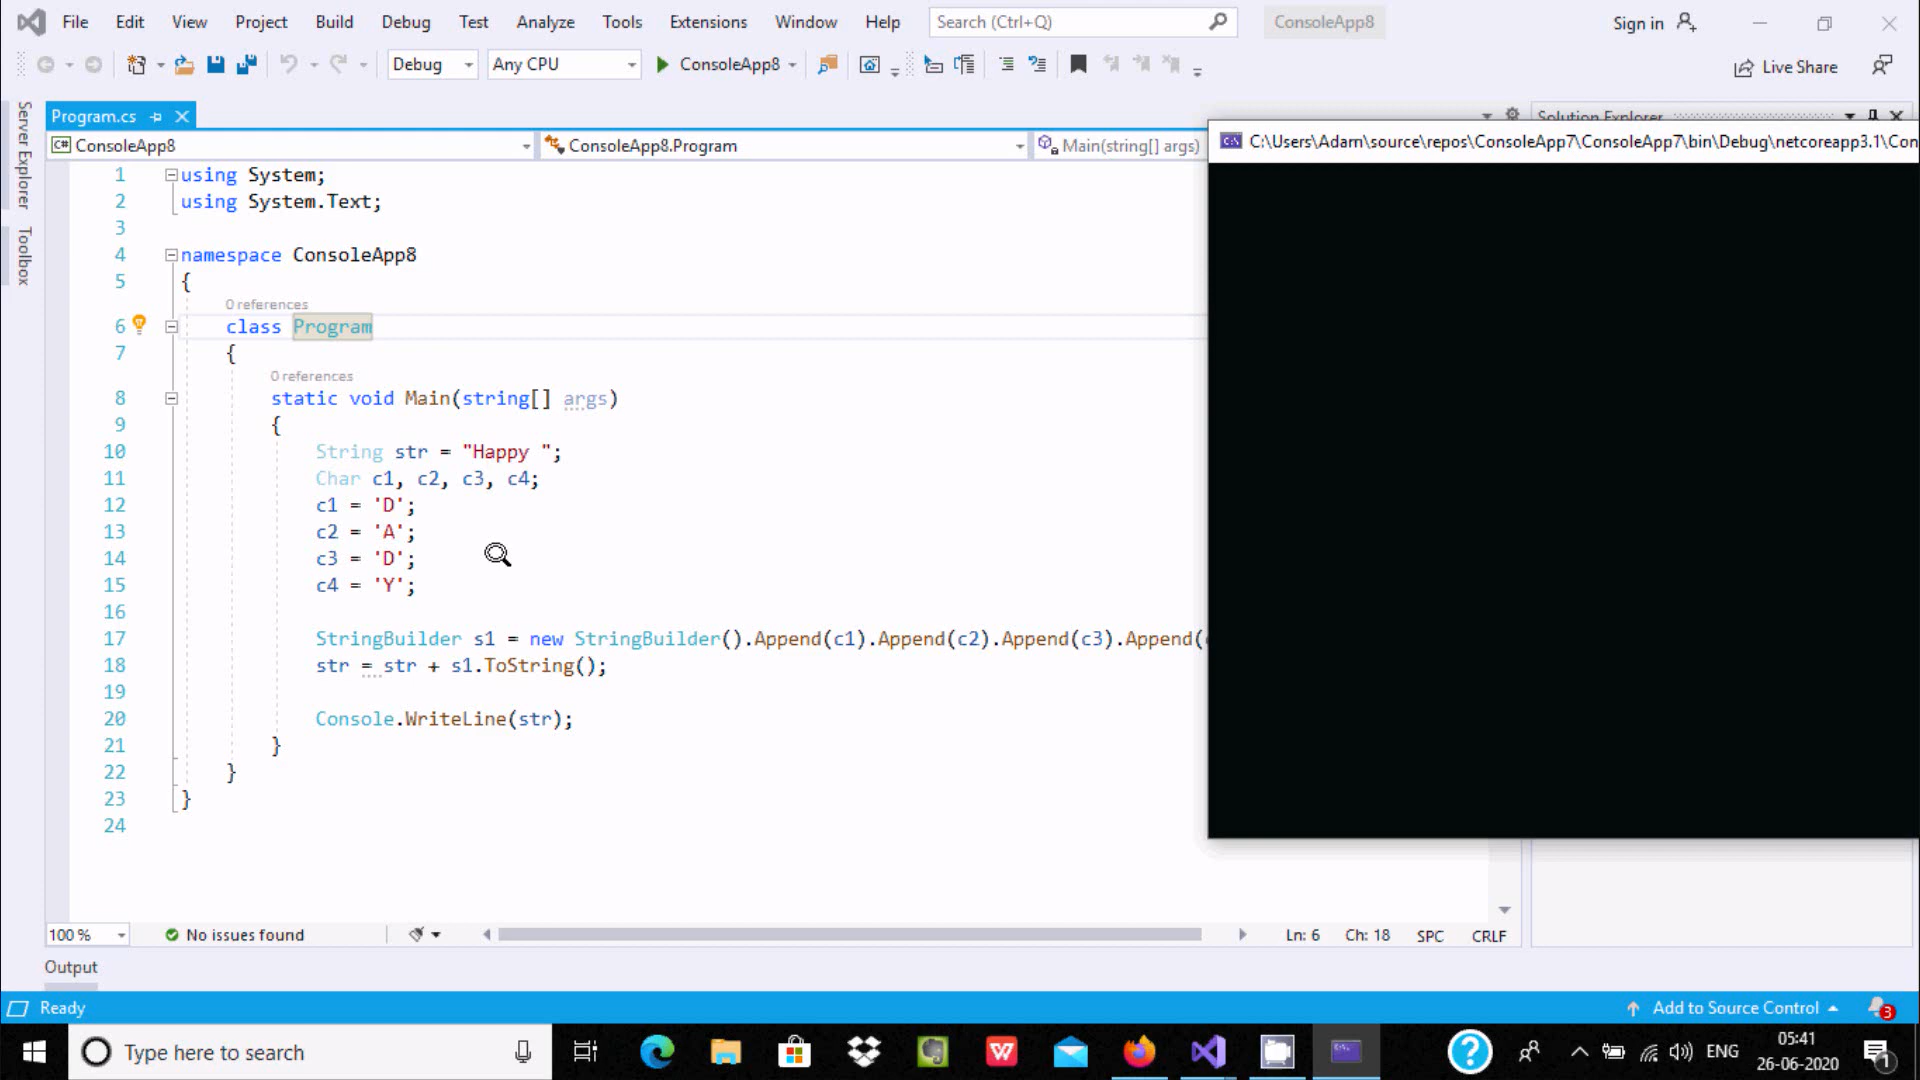 File Edit View Project Build Debug Test Analyze Tools Extensions Window Help Search (Ctrl+Q) ConsoleApp8 Sign in
Debug Any CPU ConsoleApp8 Live Share
Server Explorer
Toolbox
Program.cs
Solution Explorer
ConsoleApp8 ConsoleApp8.Program Main(string[] args)
C:\Users\Adam\source\repos\ConsoleApp7\ConsoleApp7\bin\Debug\netcoreapp3.1\Con
1 using System;
2 using System.Text;
3
4 namespace ConsoleApp8
5 {
0 references
6 class Program
7 {
0 references
8 static void Main(string[] args)
9 {
10 String str = "Happy ";
11 Char c1, c2, c3, c4;
12 c1 = 'D';
13 c2 = 'A';
14 c3 = 'D';
15 c4 = 'Y';
16
17 StringBuilder s1 = new StringBuilder().Append(c1).Append(c2).Append(c3).Append(
18 str = str + s1.ToString();
19
20 Console.WriteLine(str);
21 }
22 }
23 }
24
100 % No issues found Ln: 6 Ch: 18 SPC CRLF
Output
Ready Add to Source Control 3
Type here to search ENG 05:41
26-06-2020 1